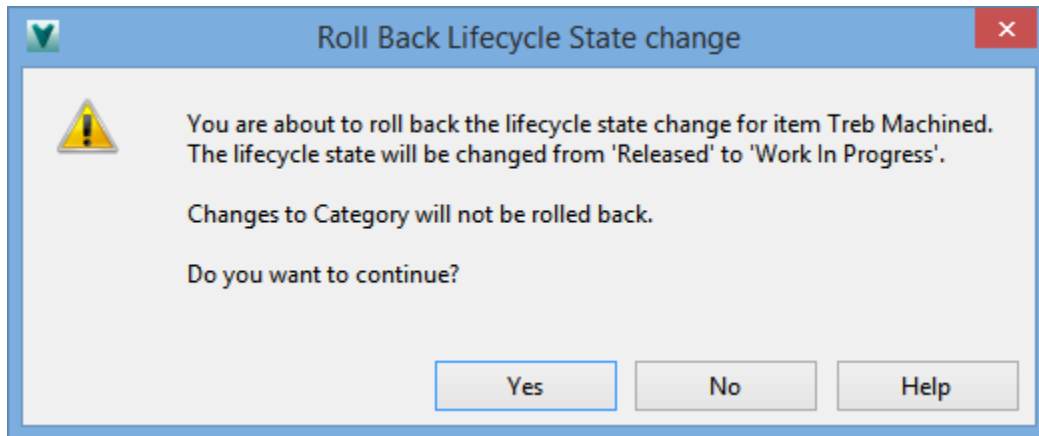 Roll Back Lifecycle State change
You are about to roll back the lifecycle state change for item Treb Machined.
The lifecycle state will be changed from 'Released' to 'Work In Progress'.
Changes to Category will not be rolled back.
Do you want to continue?
Yes
No
Help